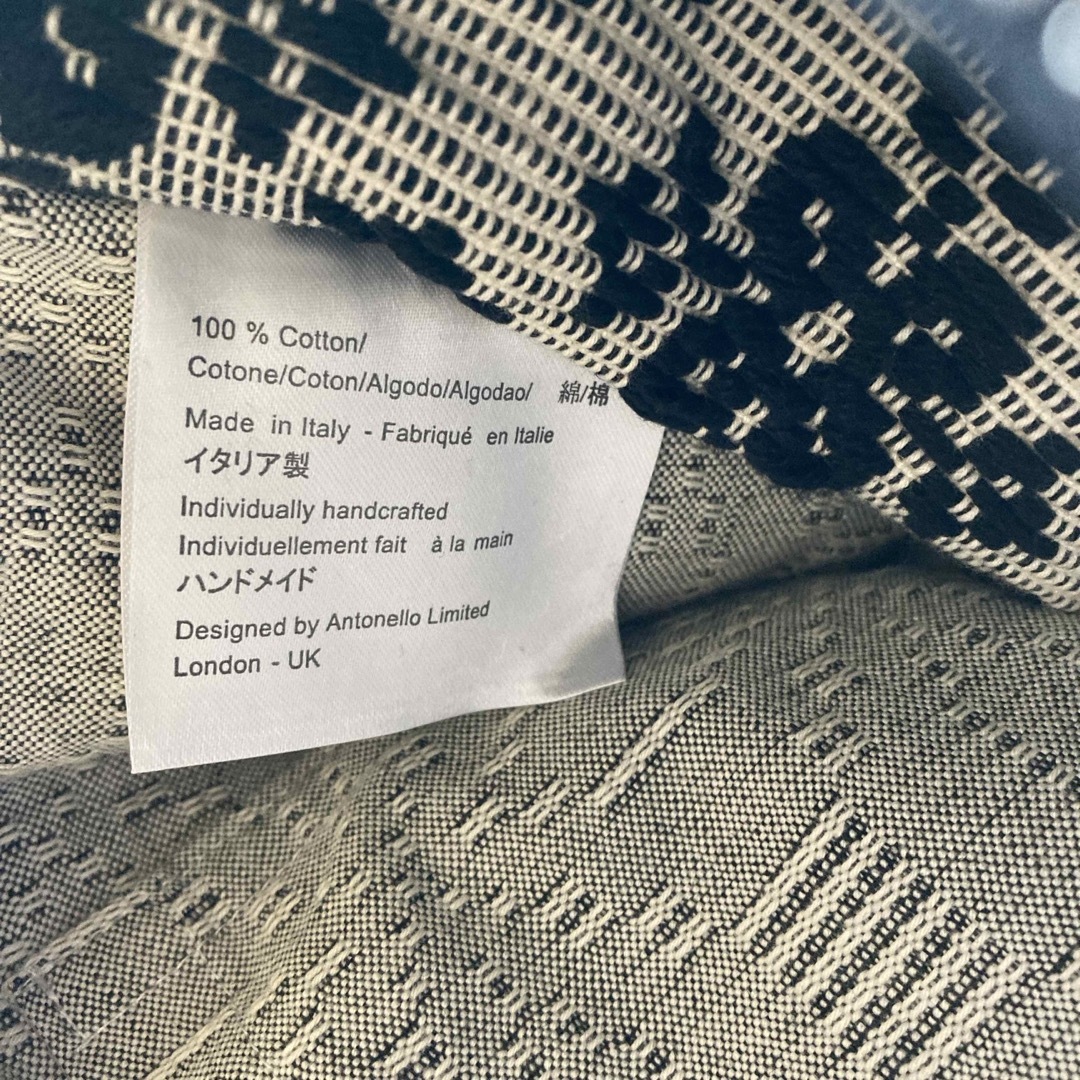 100 % Cotton/
Cotone/Coton/Algodo/Algodao/ 綿/棉
Made in Italy - Fabriqué en Italie
イタリア製
Individually handcrafted
Individuellement fait à la main
ハンドメイド
Designed by Antonello Limited
London - UK